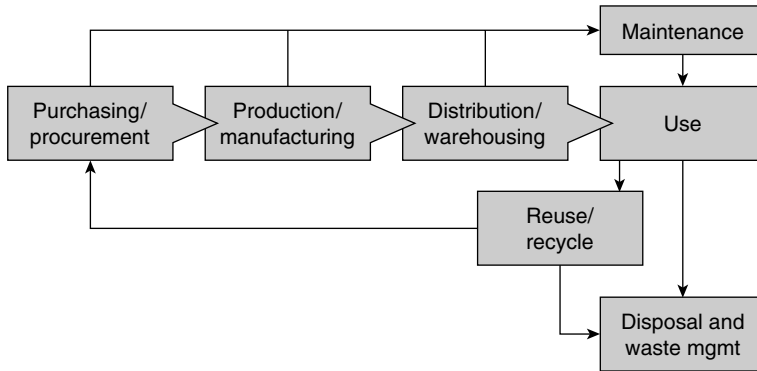 Maintenance
Purchasing/
procurement
Production/
manufacturing
Distribution/
warehousing
Use
Reuse/
recycle
Disposal and
waste mgmt